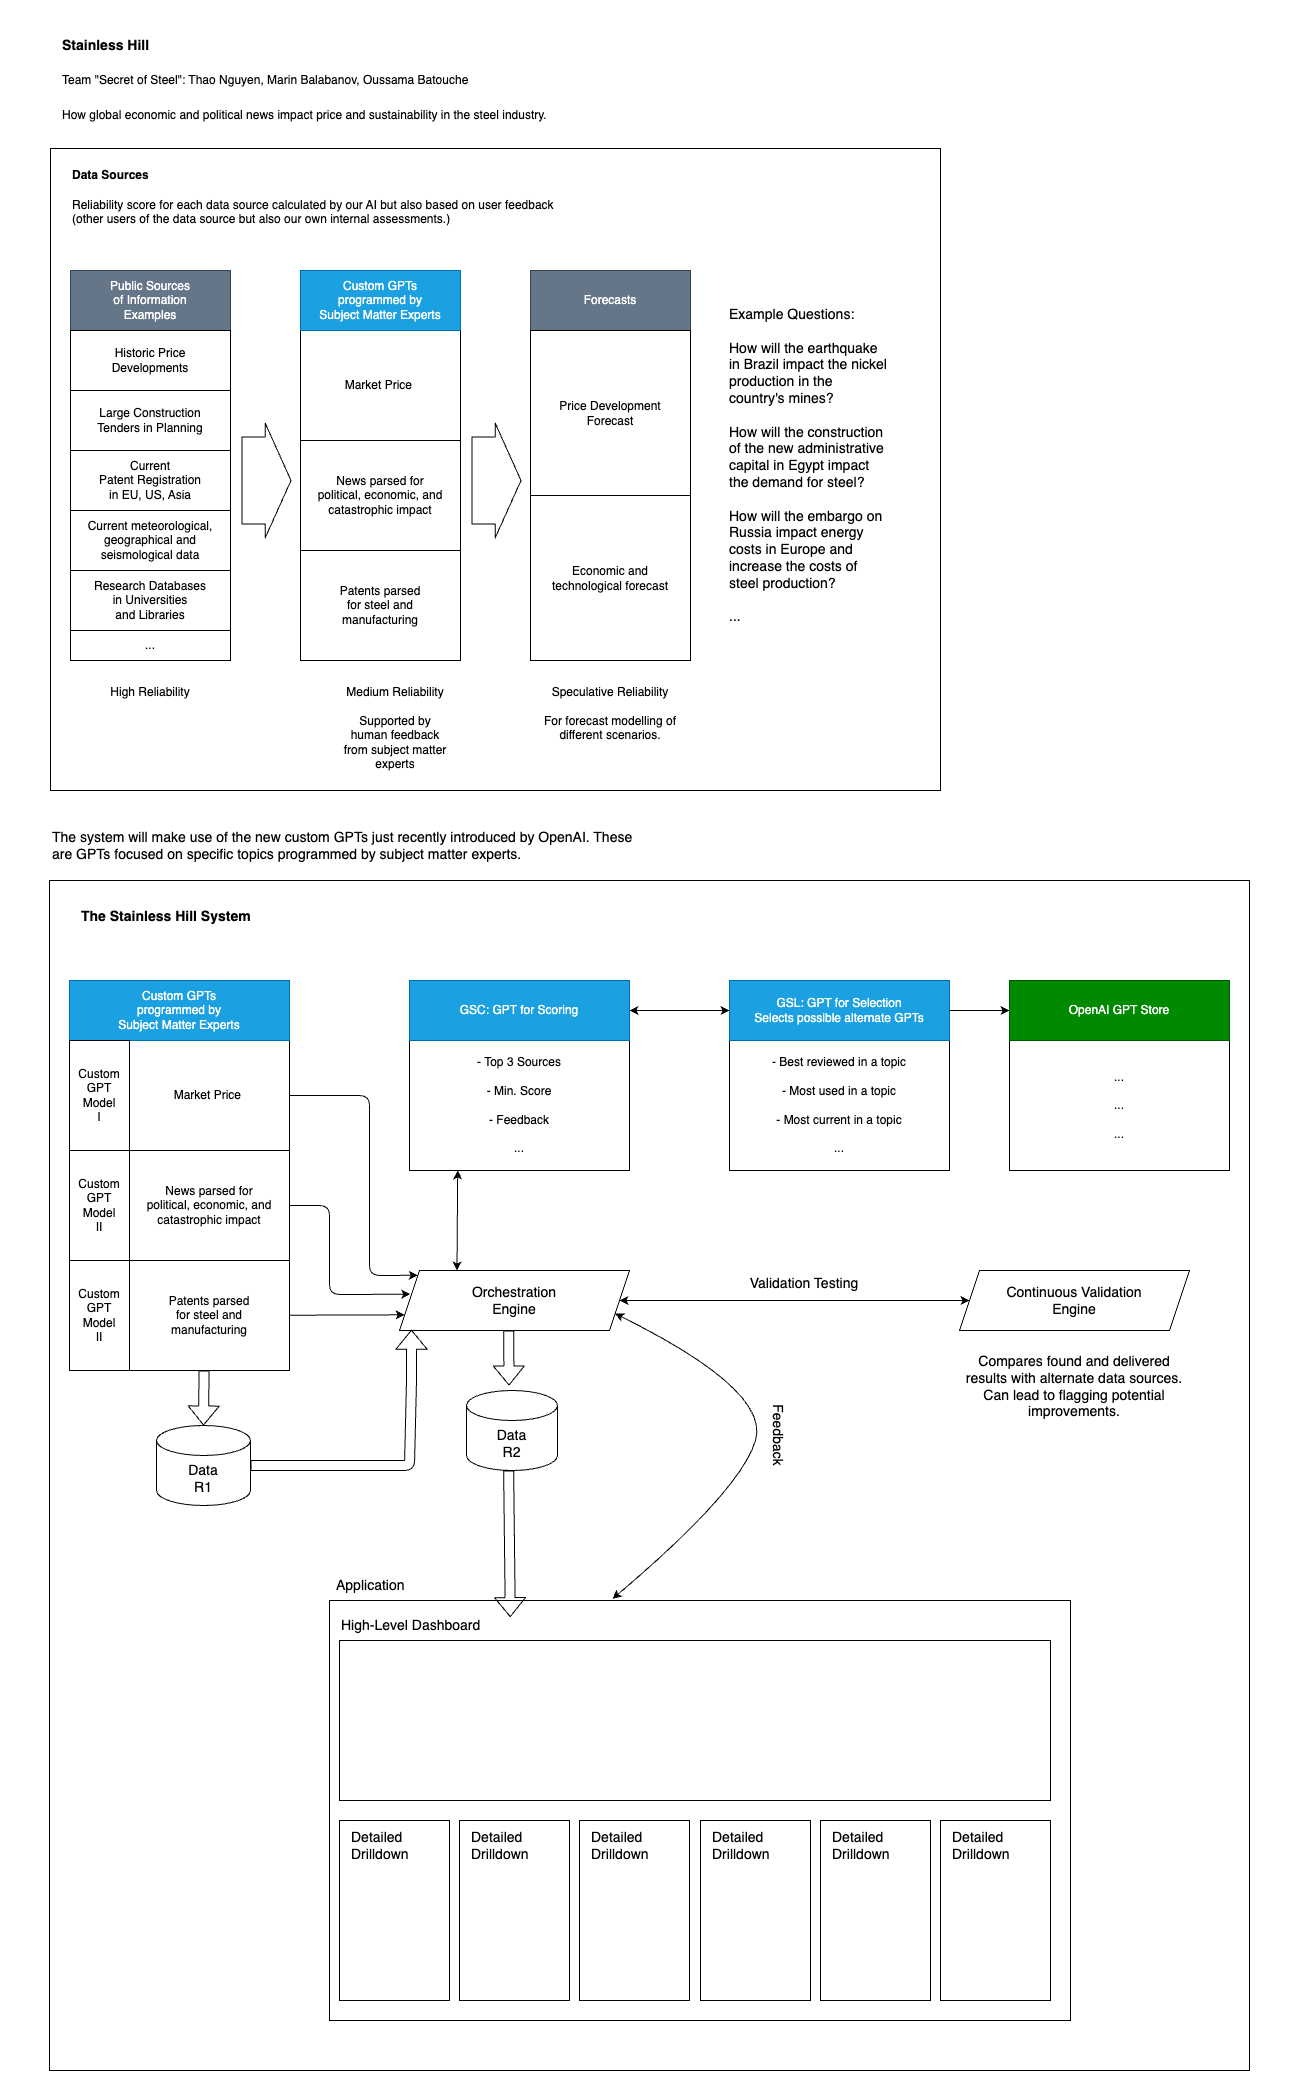 Stainless Hill
Team "Secret of Steel": Thao Nguyen, Marin Balabanov, Oussama Batouche
How global economic and political news impact price and sustainability in the steel industry.
Data Sources
Reliability score for each data source calculated by our AI but also based on user feedback
(other users of the data source but also our own internal assessments.)
Public Sources
of Information
Examples
Historic Price
Developments
Large Construction
Tenders in Planning
Current
Patent Registration
in EU, US, Asia
Current meteorological,
geographical and
seismological data
Research Databases
in Universities
and Libraries
...
High Reliability
Custom GPTs
programmed by
Subject Matter Experts
Market Price
News parsed for
political, economic, and
catastrophic impact
Patents parsed
for steel and
manufacturing
Medium Reliability
Supported by
human feedback
from subject matter
experts
Forecasts
Price Development
Forecast
Economic and
technological forecast
Speculative Reliability
For forecast modelling of
different scenarios.
Example Questions:
How will the earthquake
in Brazil impact the nickel
production in the
country's mines?
How will the construction
of the new administrative
capital in Egypt impact
the demand for steel?
How will the embargo on
Russia impact energy
costs in Europe and
increase the costs of
steel production?
...
The system will make use of the new custom GPTs just recently introduced by OpenAI. These
are GPTs focused on specific topics programmed by subject matter experts.
The Stainless Hill System
Custom GPTs
programmed by
Subject Matter Experts
Custom
GPT
Model
I
Market Price
Custom
GPT
Model
II
News parsed for
political, economic, and
catastrophic impact
Custom
GPT
Model
II
Patents parsed
for steel and
manufacturing
GSC: GPT for Scoring
- Top 3 Sources
- Min. Score
- Feedback
...
GSL: GPT for Selection
Selects possible alternate GPTs
- Best reviewed in a topic
- Most used in a topic
- Most current in a topic
...
OpenAI GPT Store
...
...
...
Orchestration
Engine
Validation Testing
Continuous Validation
Engine
Compares found and delivered
results with alternate data sources.
Can lead to flagging potential
improvements.
Data
R1
Data
R2
Feedback
Application
High-Level Dashboard
Detailed
Drilldown
Detailed
Drilldown
Detailed
Drilldown
Detailed
Drilldown
Detailed
Drilldown
Detailed
Drilldown